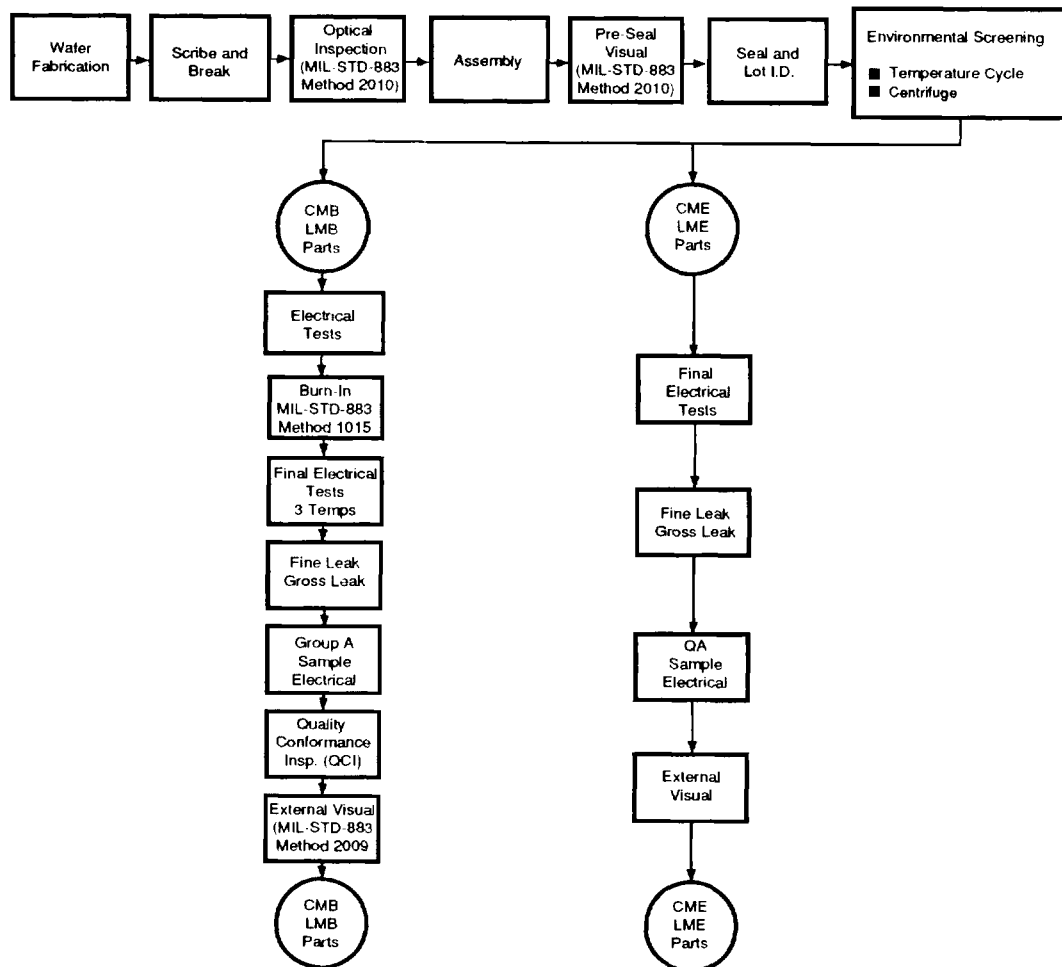 Wafer
Fabrication
Scribe and
Break
Optical
Inspection
(MIL-STD-883
Method 2010)
Assembly
Pre-Seal
Visual
(MIL-STD-883
Method 2010)
Seal and
Lot I.D.
Environmental Screening
■ Temperature Cycle
■ Centrifuge
CMB
LMB
Parts
Electrical
Tests
Burn-In
MIL-STD-883
Method 1015
Final Electrical
Tests
3 Temps
Fine Leak
Gross Leak
Group A
Sample
Electrical
Quality
Conformance
Insp. (QCI)
External Visual
(MIL-STD-883
Method 2009
CMB
LMB
Parts
CME
LME
Parts
Final
Electrical
Tests
Fine Leak
Gross Leak
QA
Sample
Electrical
External
Visual
CME
LME
Parts